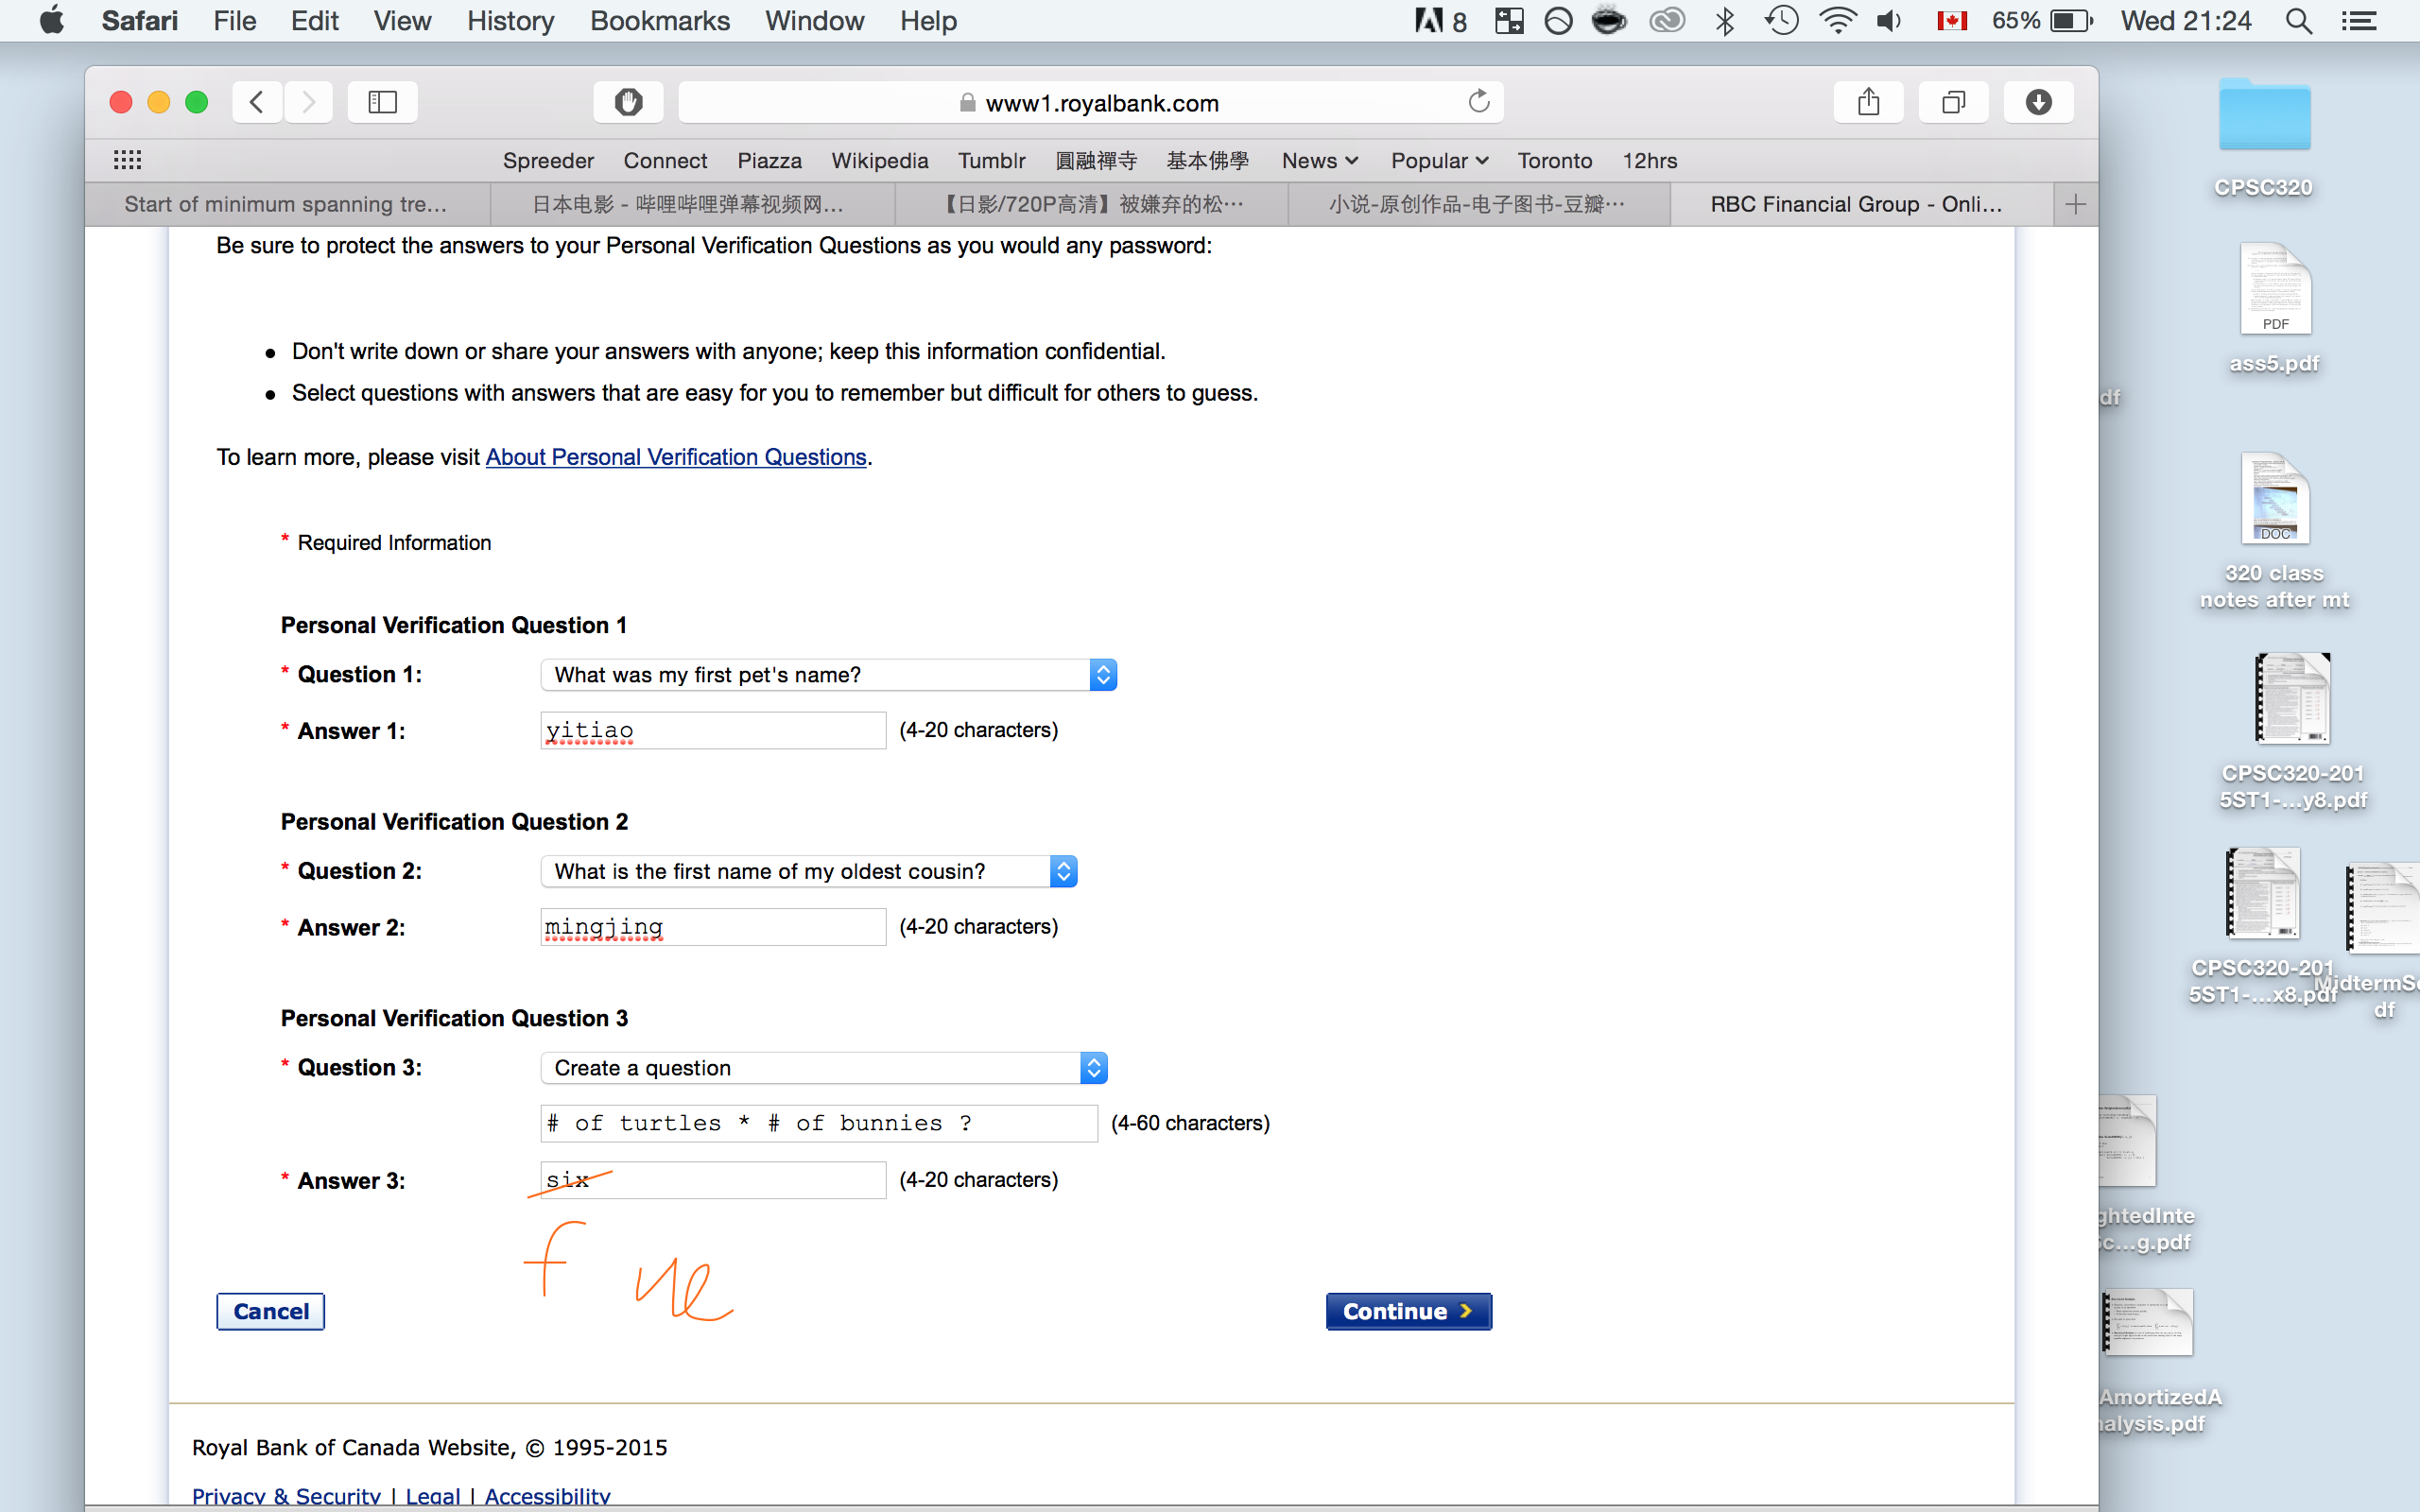 Safari File Edit View History Bookmarks Window Help 8 65% Wed 21:24
www1.royalbank.com
Spreeder Connect Piazza Wikipedia Tumblr 圓融禪寺 基本佛學 News Popular Toronto 12hrs
Start of minimum spanning tre... 日本电影 - 哔哩哔哩弹幕视频网... 【日影/720P高清】被嫌弃的松... 小说-原创作品-电子图书-豆瓣... RBC Financial Group - Onli...
Be sure to protect the answers to your Personal Verification Questions as you would any password:
• Don't write down or share your answers with anyone; keep this information confidential.
• Select questions with answers that are easy for you to remember but difficult for others to guess.
To learn more, please visit About Personal Verification Questions.
* Required Information
Personal Verification Question 1
* Question 1: What was my first pet's name?
* Answer 1: yitiao (4-20 characters)
Personal Verification Question 2
* Question 2: What is the first name of my oldest cousin?
* Answer 2: mingjing (4-20 characters)
Personal Verification Question 3
* Question 3: Create a question
# of turtles * # of bunnies ? (4-60 characters)
* Answer 3: six (4-20 characters)
Cancel
Continue
Royal Bank of Canada Website, © 1995-2015
Privacy & Security | Legal | Accessibility
CPSC320
PDF
ass5.pdf
df
DOC
320 class
notes after mt
CPSC320-201
5ST1-...y8.pdf
CPSC320-201
5ST1-...x8.pdf
MidtermSo
df
ghtedInte
Sc...g.pdf
AmortizedA
nalysis.pdf